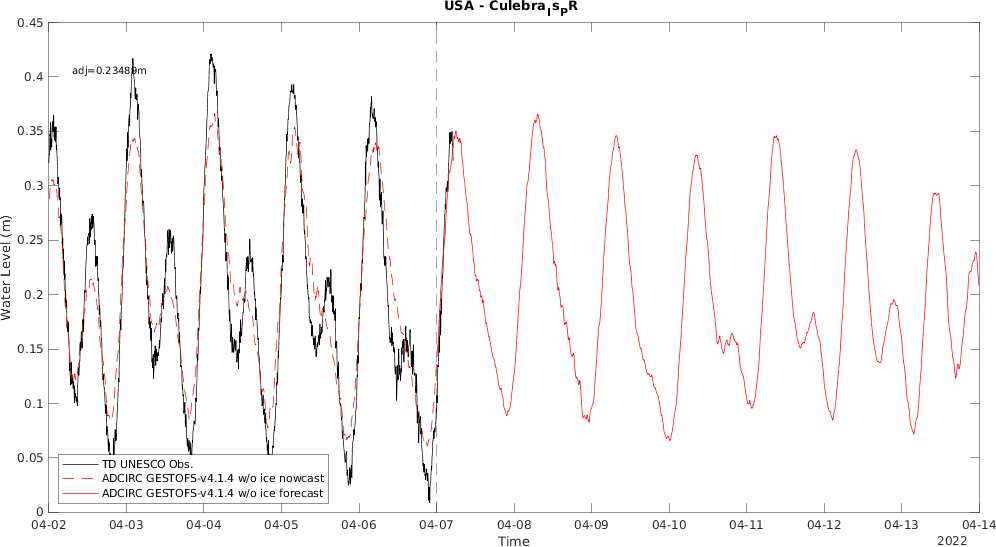 USA - CulebraIsPR
0.45
0.4
0.35
0.3
0.25
0.2
0.15
0.1
0.05
0
Water Level (m)
adj=0.23489m
TD UNESCO Obs.
ADCIRC GESTOFS-v4.1.4 w/o ice nowcast
ADCIRC GESTOFS-v4.1.4 w/o ice forecast
04-02 04-03 04-04 04-05 04-06 04-07 04-08 04-09 04-10 04-11 04-12 04-13 04-14
Time
2022